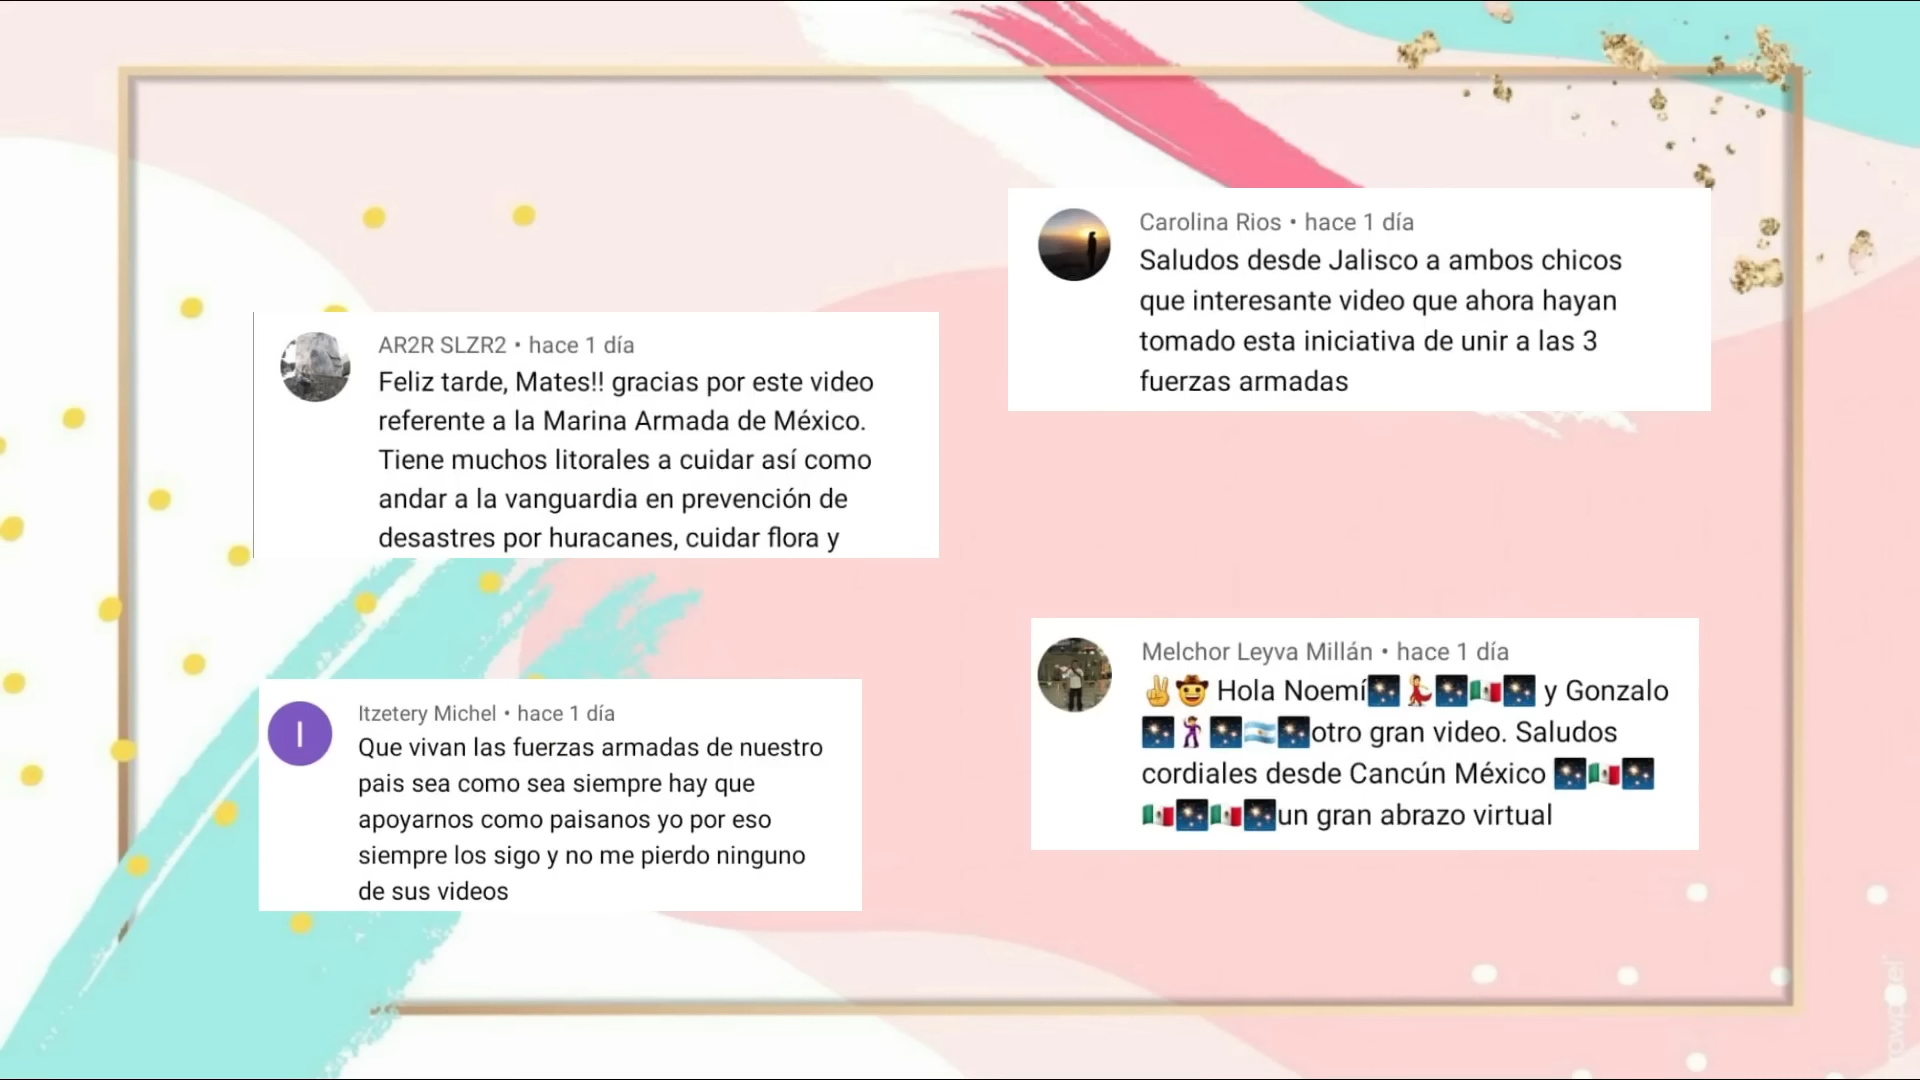 AR2R SLZR2 • hace 1 día
Feliz tarde, Mates!! gracias por este video
referente a la Marina Armada de México.
Tiene muchos litorales a cuidar así como
andar a la vanguardia en prevención de
desastres por huracanes, cuidar flora y
Carolina Rios • hace 1 día
Saludos desde Jalisco a ambos chicos
que interesante video que ahora hayan
tomado esta iniciativa de unir a las 3
fuerzas armadas
I
Itzetery Michel • hace 1 día
Que vivan las fuerzas armadas de nuestro
pais sea como sea siempre hay que
apoyarnos como paisanos yo por eso
siempre los sigo y no me pierdo ninguno
de sus videos
Melchor Leyva Millán • hace 1 día
✌️🤠 Hola Noemí🎇💃🎇🇲🇽🎇 y Gonzalo
🎇🕺🎇🇦🇷🎇otro gran video. Saludos
cordiales desde Cancún México 🎇🇲🇽🎇
🇲🇽🎇🇲🇽🎇un gran abrazo virtual
rawpixel